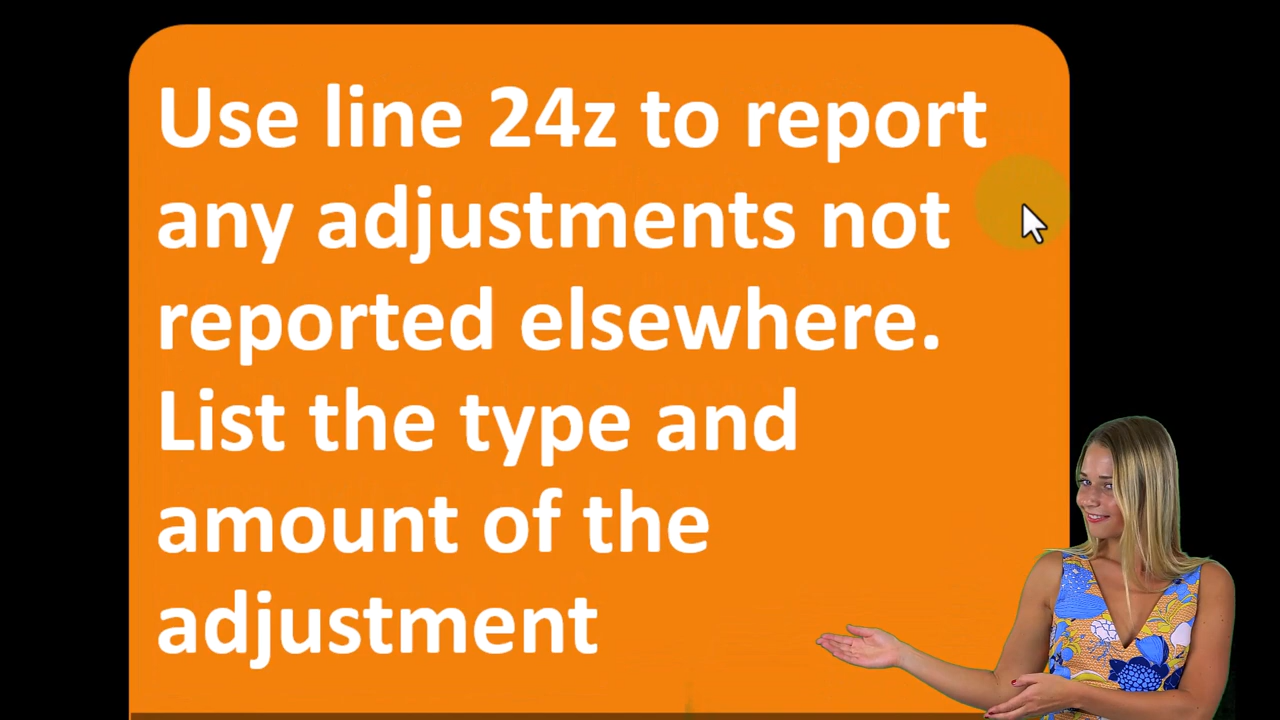 Use line 24z to report
any adjustments not
reported elsewhere.
List the type and
amount of the
adjustment